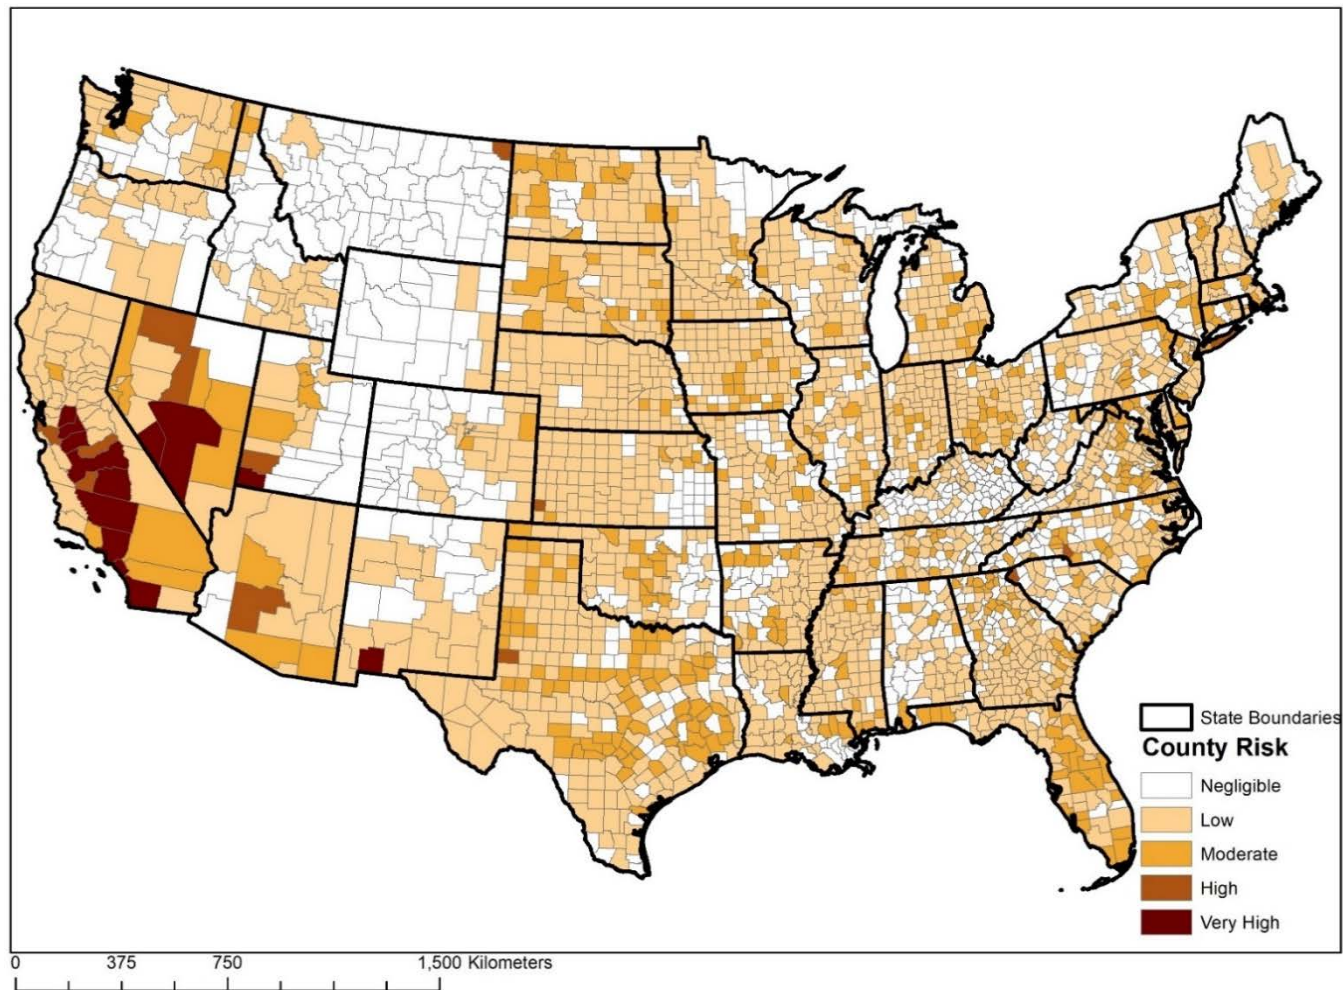 State Boundaries
County Risk
Negligible
Low
Moderate
High
Very High
0 375 750 1,500 Kilometers